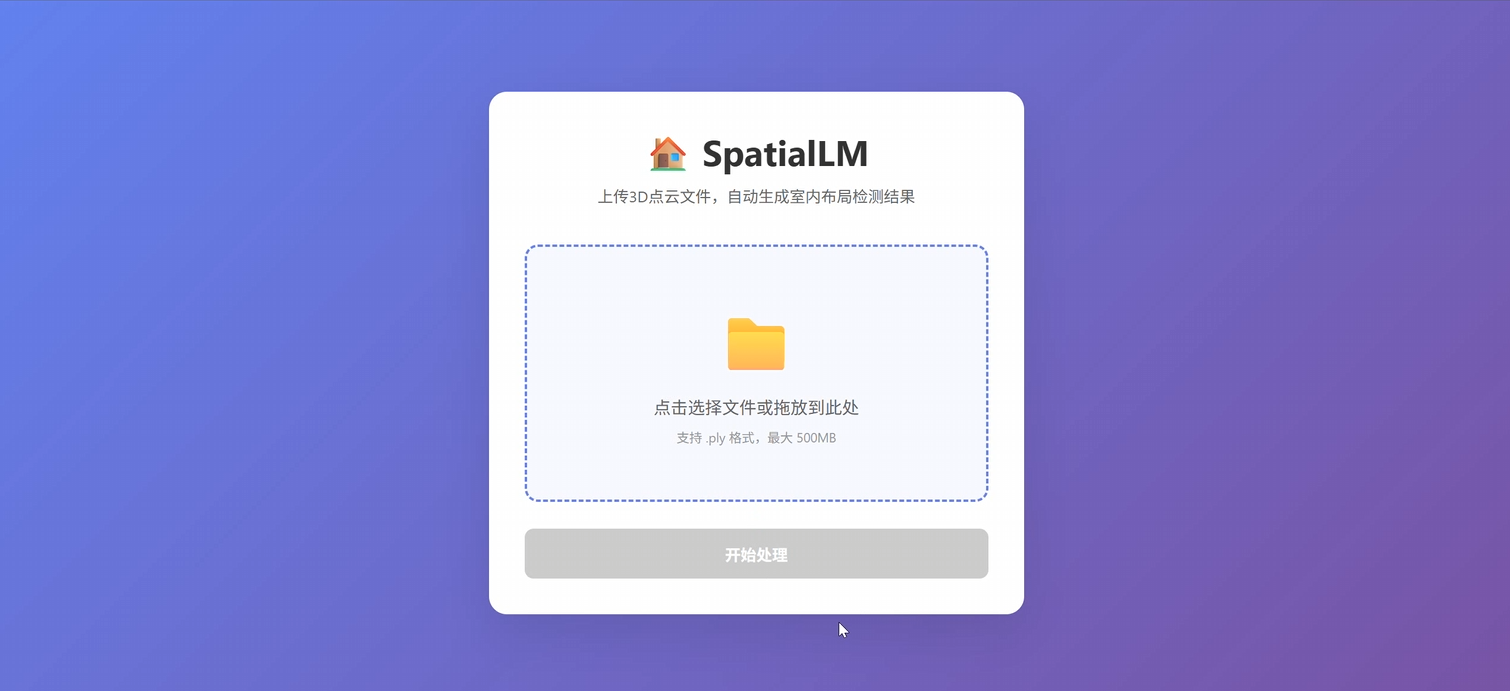 SpatialLM
上传3D点云文件，自动生成室内布局检测结果
点击选择文件或拖放到此处
支持 .ply 格式，最大 500MB
开始处理